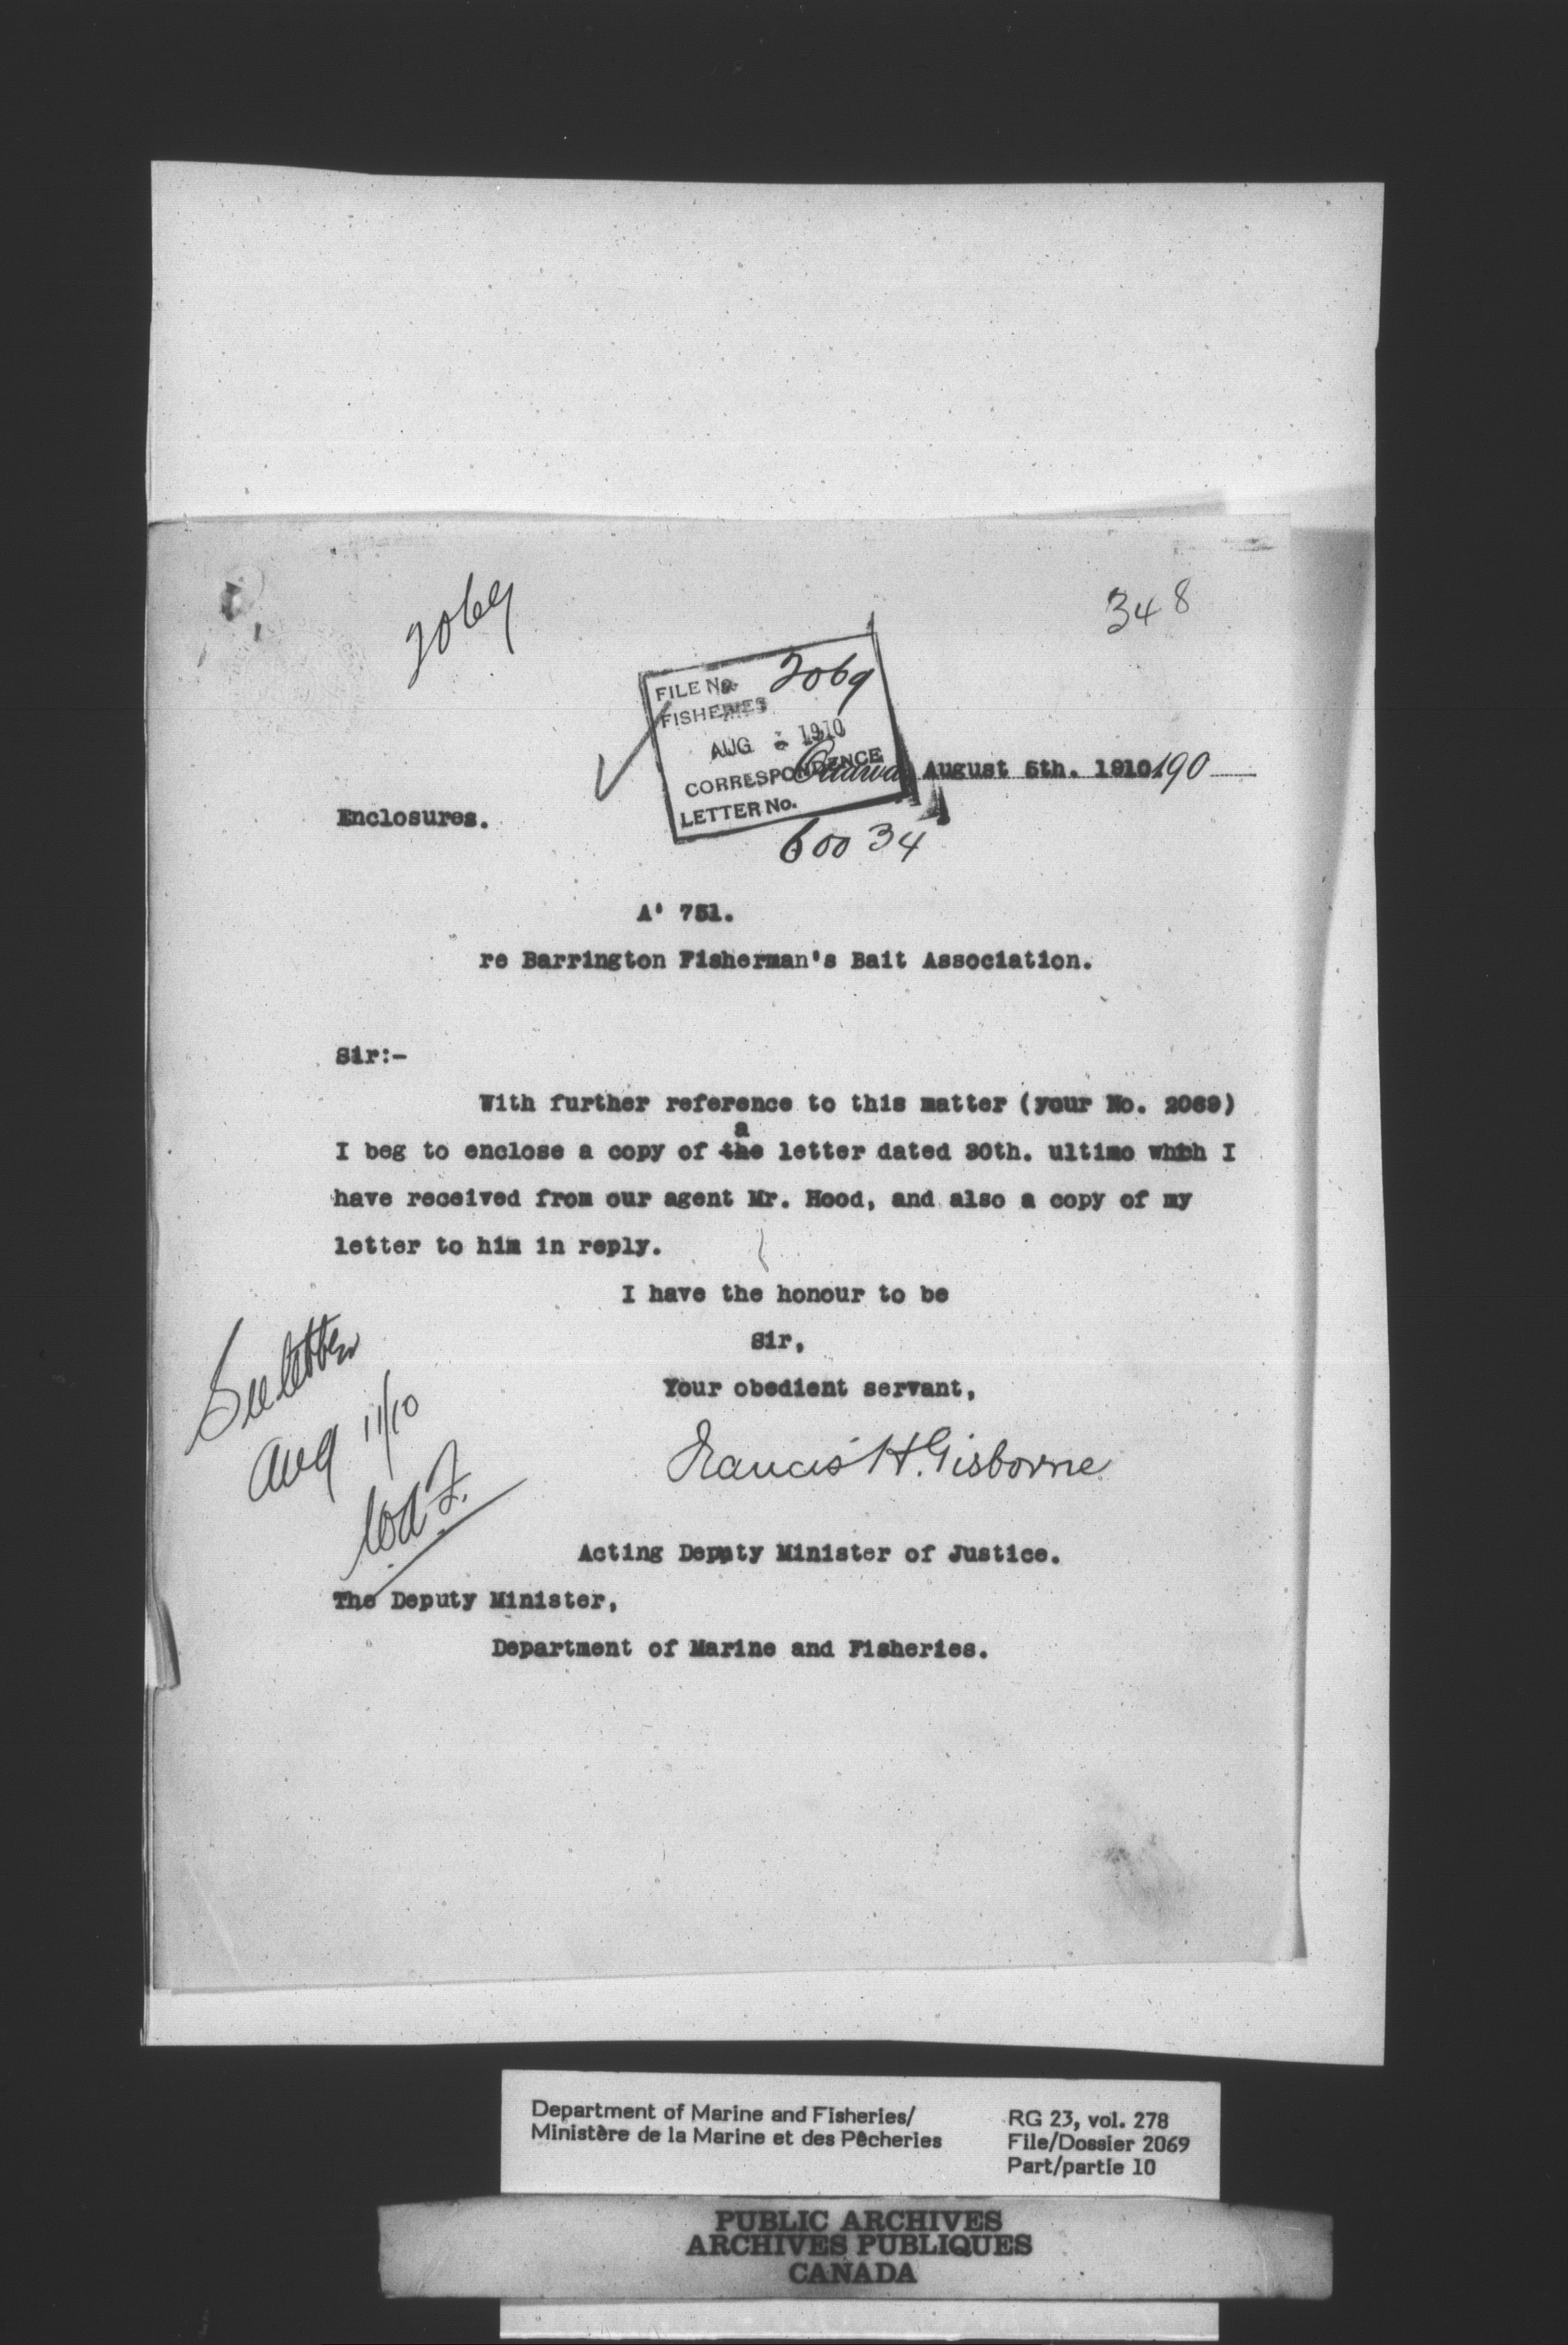 2069
348
FILE No. 2069
FISHERIES
AUG 1910
CORRESPONDENCE
LETTER No.
60034
Ottawa, August 5th. 1910. 190
Enclosures.
A' 751.
re Barrington Fisherman's Bait Association.
Sir:-
With further reference to this matter (your No. 2069)
a
I beg to enclose a copy of the letter dated 30th. ultimo which I
have received from our agent Mr. Hood, and also a copy of my
letter to him in reply.
I have the honour to be
Sir,
Your obedient servant,
Francis H. Gisborne
See letter
Aug 11/10
Acting Deputy Minister of Justice.
The Deputy Minister,
Department of Marine and Fisheries.
Department of Marine and Fisheries/
Ministère de la Marine et des Pêcheries
RG 23, vol. 278
File/Dossier 2069
Part/partie 10
PUBLIC ARCHIVES
ARCHIVES PUBLIQUES
CANADA